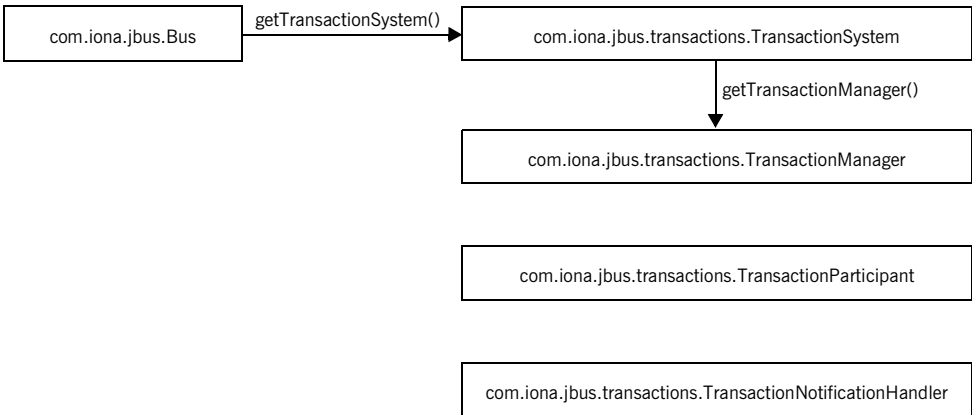 getTransactionSystem()
com.iona.jbus.Bus
com.iona.jbus.transactions.TransactionSystem
getTransactionManager()
com.iona.jbus.transactions.TransactionManager
com.iona.jbus.transactions.TransactionParticipant
com.iona.jbus.transactions.TransactionNotificationHandler